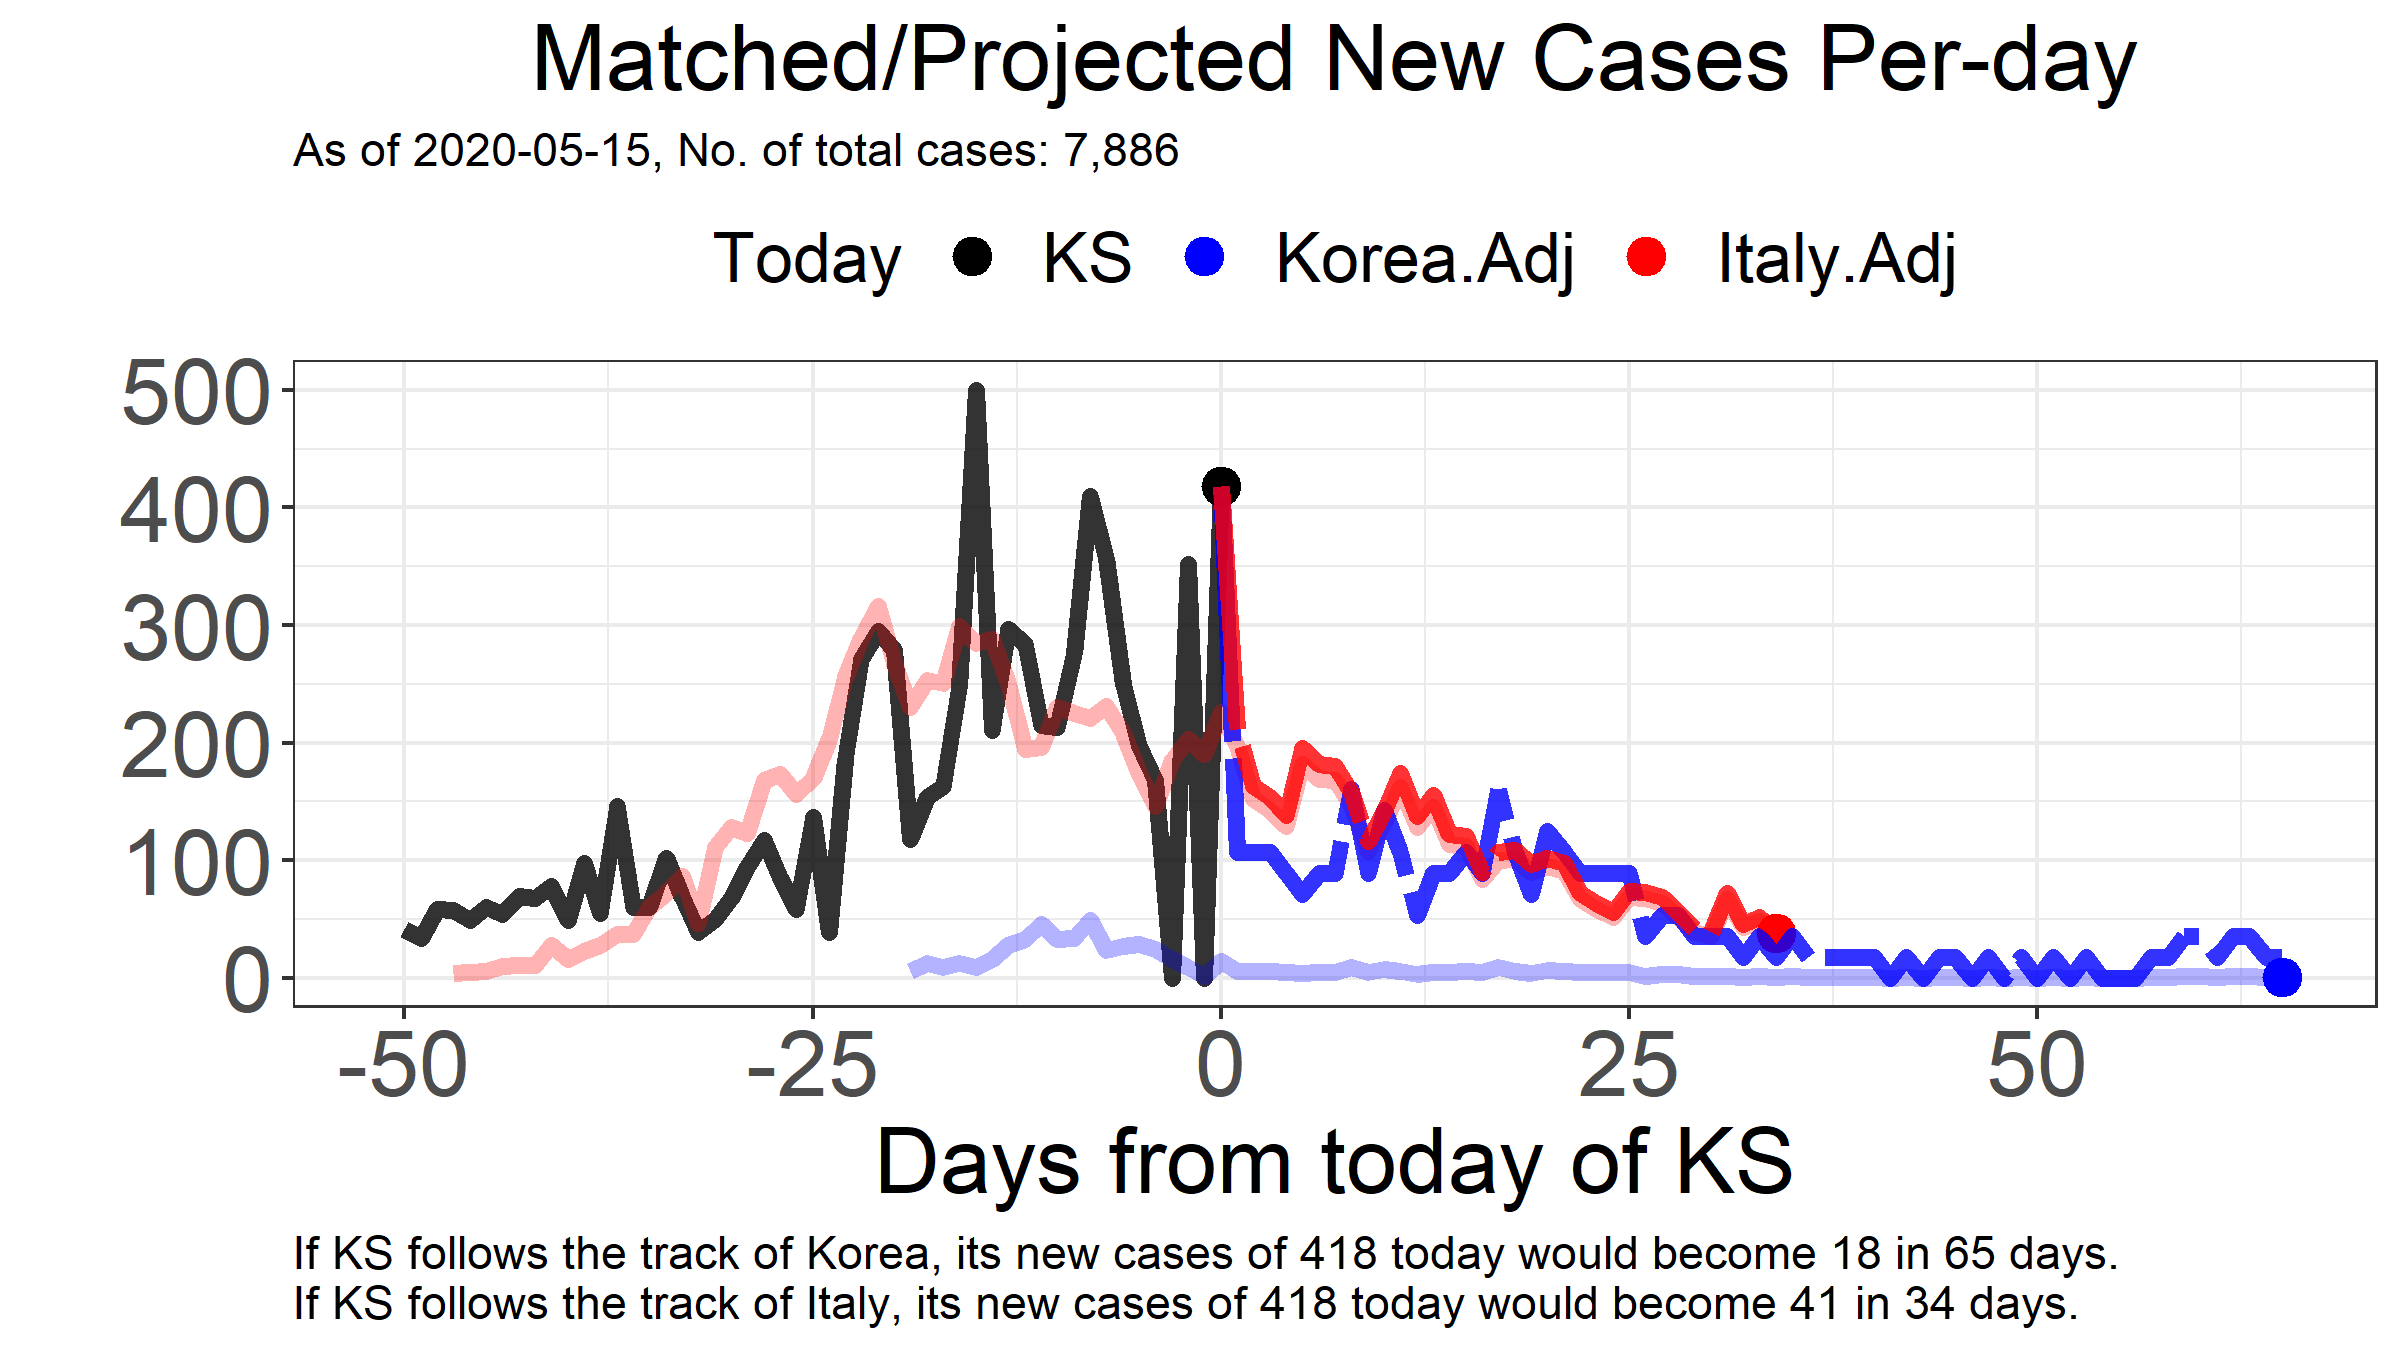 Matched/Projected New Cases Per-day
As of 2020-05-15, No. of total cases: 7,886
Today KS Korea.Adj Italy.Adj
500
400
300
200
100
0
-50 -25 0 25 50
Days from today of KS
If KS follows the track of Korea, its new cases of 418 today would become 18 in 65 days.
If KS follows the track of Italy, its new cases of 418 today would become 41 in 34 days.